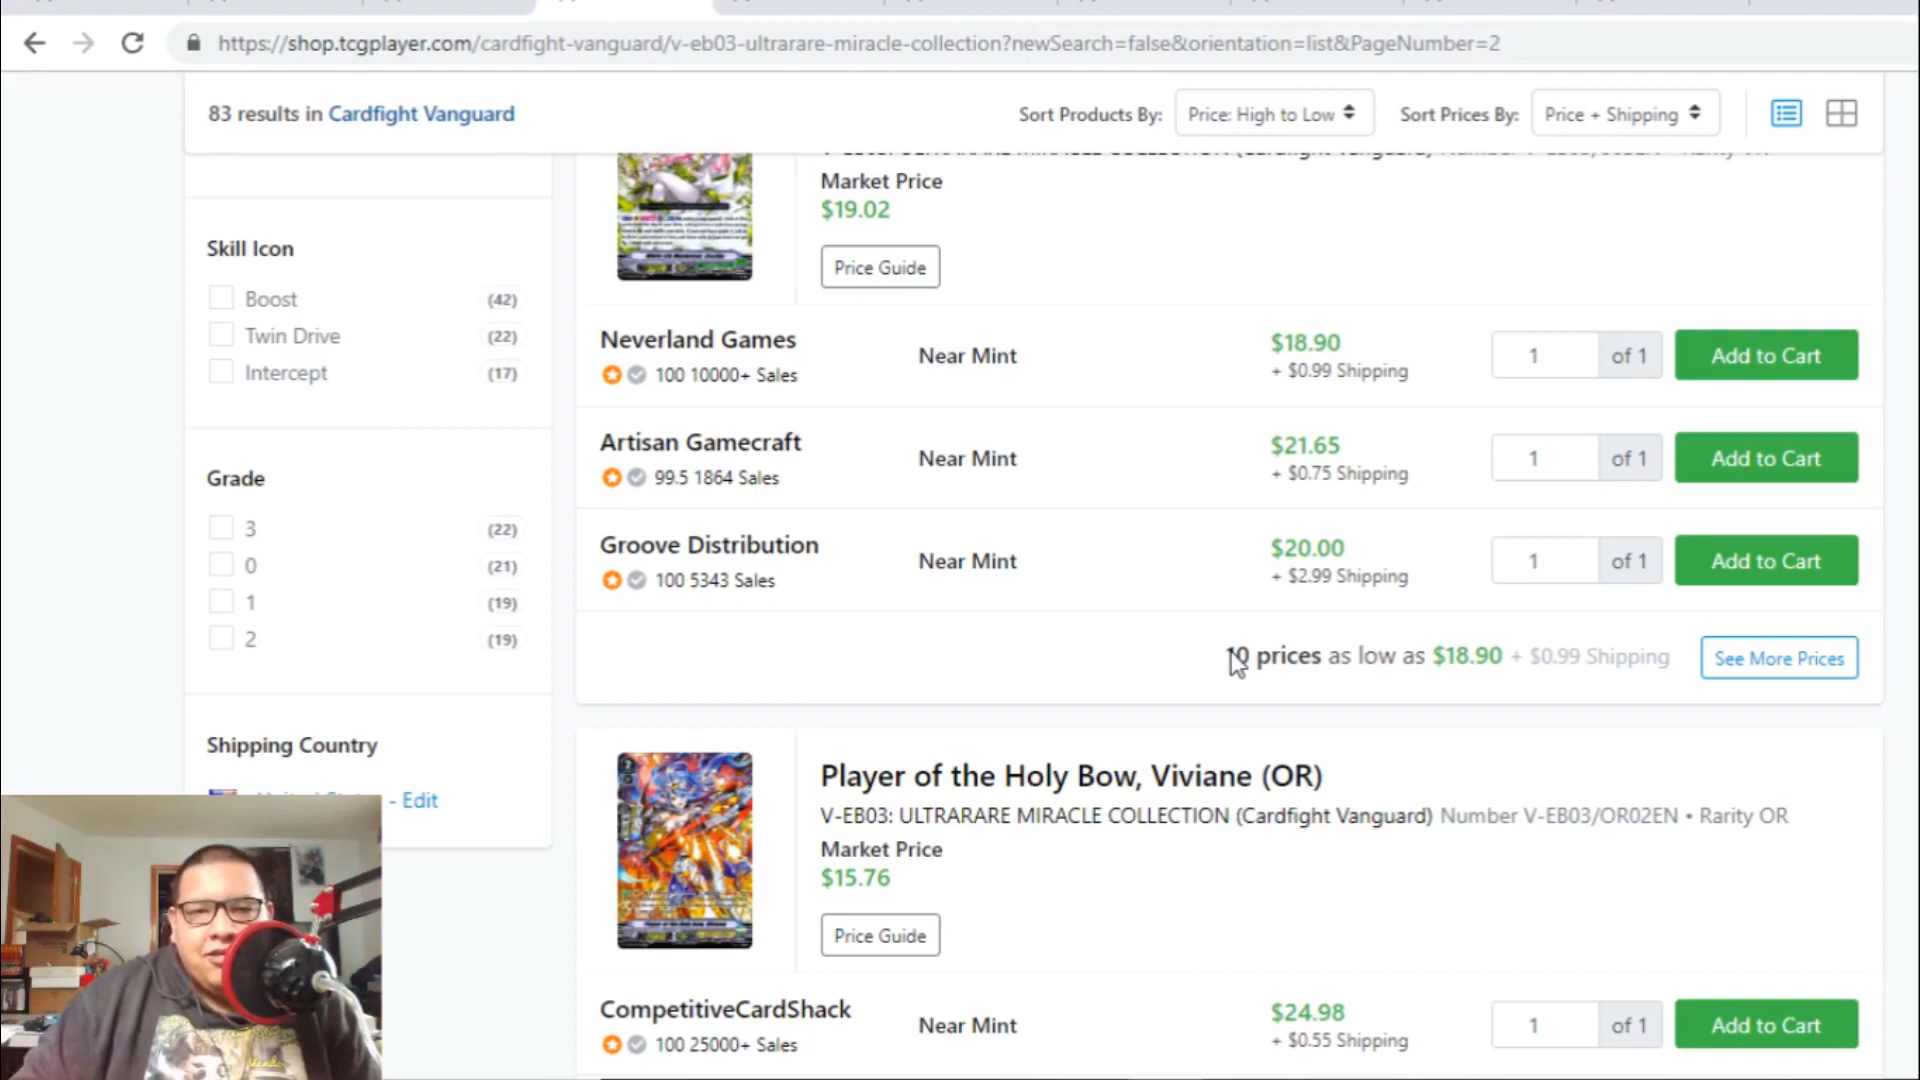 https://shop.tcgplayer.com/cardfight-vanguard/v-eb03-ultrarare-miracle-collection?newSearch=false&orientation=list&PageNumber=2
83 results in Cardfight Vanguard
Sort Products By: Price: High to Low
Sort Prices By: Price + Shipping
Market Price
$19.02
Price Guide
Skill Icon
Boost (42)
Twin Drive (22)
Intercept (17)
Grade
3 (22)
0 (21)
1 (19)
2 (19)
Shipping Country
- Edit
Neverland Games
100 10000+ Sales
Near Mint
$18.90
+ $0.99 Shipping
1 of 1
Add to Cart
Artisan Gamecraft
99.5 1864 Sales
Near Mint
$21.65
+ $0.75 Shipping
1 of 1
Add to Cart
Groove Distribution
100 5343 Sales
Near Mint
$20.00
+ $2.99 Shipping
1 of 1
Add to Cart
10 prices as low as $18.90 + $0.99 Shipping
See More Prices
Player of the Holy Bow, Viviane (OR)
V-EB03: ULTRARARE MIRACLE COLLECTION (Cardfight Vanguard) Number V-EB03/OR02EN • Rarity OR
Market Price
$15.76
Price Guide
CompetitiveCardShack
100 25000+ Sales
Near Mint
$24.98
+ $0.55 Shipping
1 of 1
Add to Cart